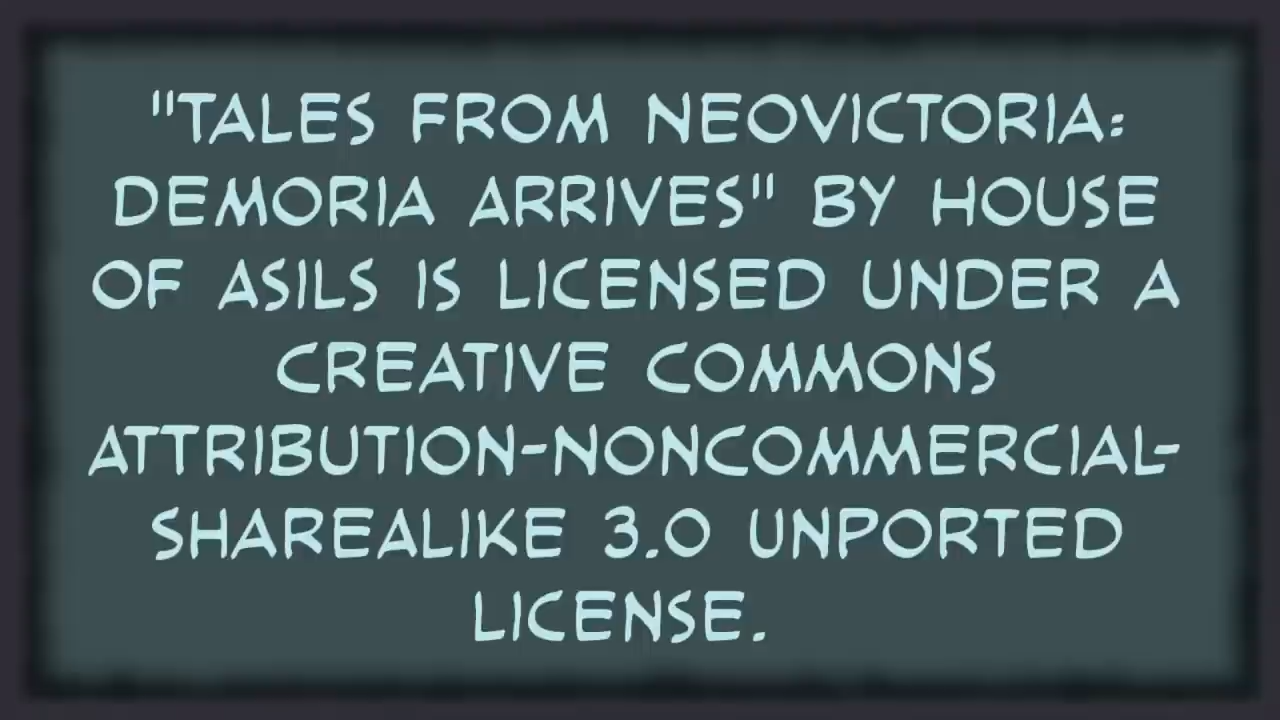 "TALES FROM NEOVICTORIA:
DEMORIA ARRIVES" BY HOUSE
OF ASILS IS LICENSED UNDER A
CREATIVE COMMONS
ATTRIBUTION-NONCOMMERCIAL-
SHAREALIKE 3.0 UNPORTED
LICENSE.